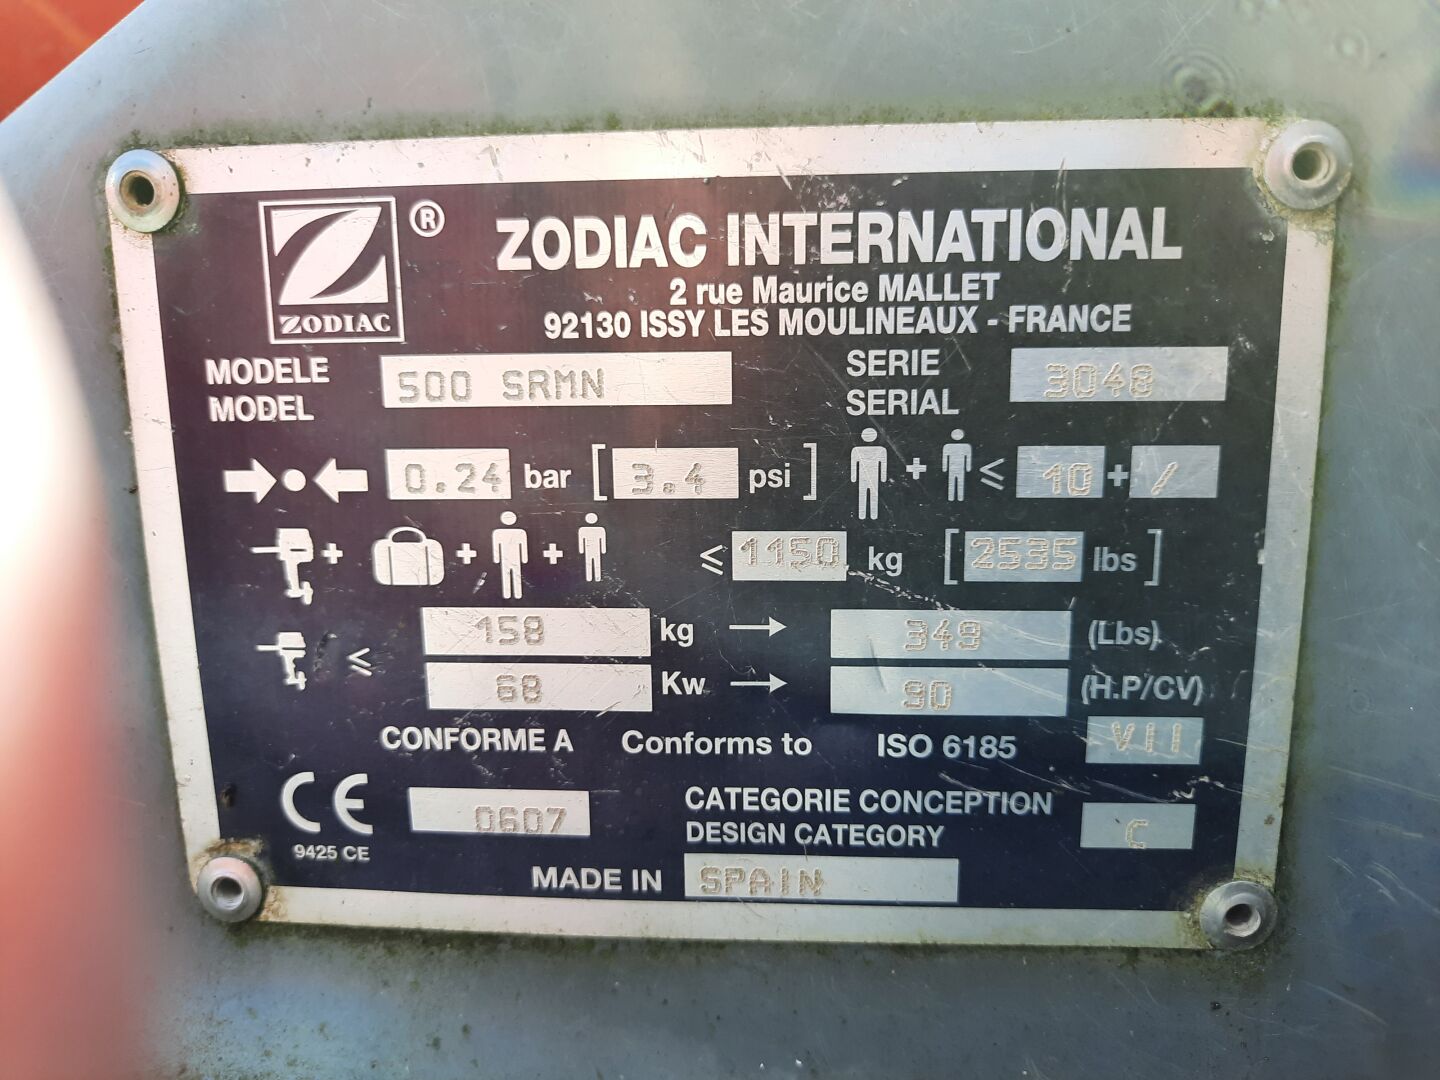 ZODIAC ®
ZODIAC INTERNATIONAL
2 rue Maurice MALLET
92130 ISSY LES MOULINEAUX - FRANCE
MODELE
MODEL 500 SRMN
SERIE
SERIAL 3048
0.24 bar [3.4 psi] + ≤ 10 + /
+ + + ≤ 1150 kg [2535 lbs]
≤ 158 kg → 349 (Lbs)
68 Kw → 90 (H.P/CV)
CONFORME A Conforms to ISO 6185 VII
CE 0607
9425 CE
CATEGORIE CONCEPTION
DESIGN CATEGORY C
MADE IN SPAIN